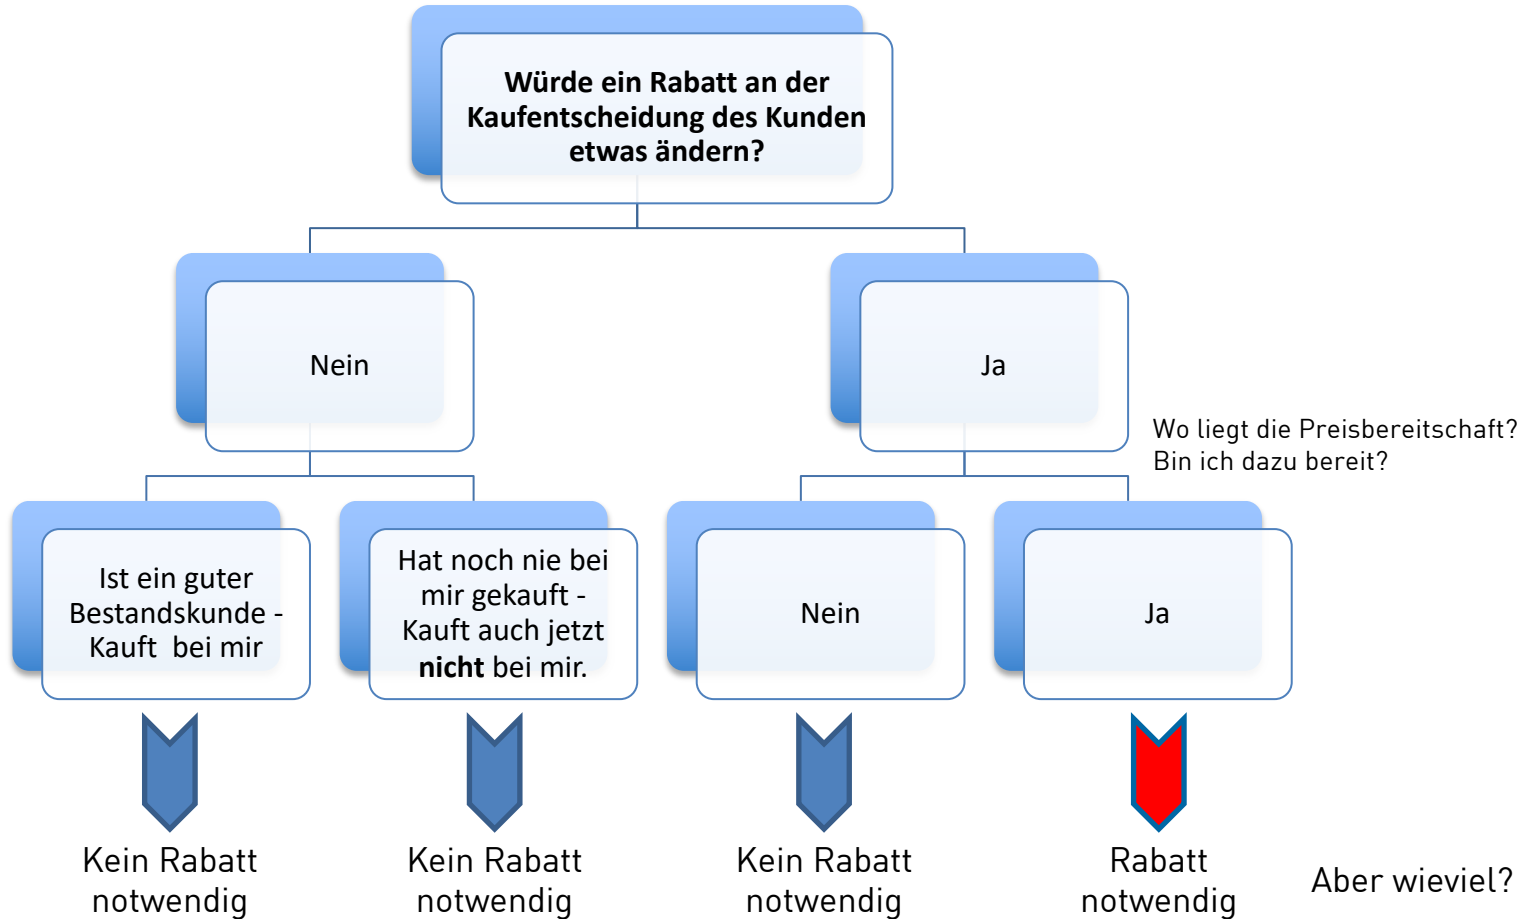 Würde ein Rabatt an der
Kaufentscheidung des Kunden
etwas ändern?
Nein
Ja
Wo liegt die Preisbereitschaft?
Bin ich dazu bereit?
Ist ein guter
Bestandskunde -
Kauft bei mir
Hat noch nie bei
mir gekauft -
Kauft auch jetzt
nicht bei mir.
Nein
Ja
Kein Rabatt
notwendig
Kein Rabatt
notwendig
Kein Rabatt
notwendig
Rabatt
notwendig
Aber wieviel?